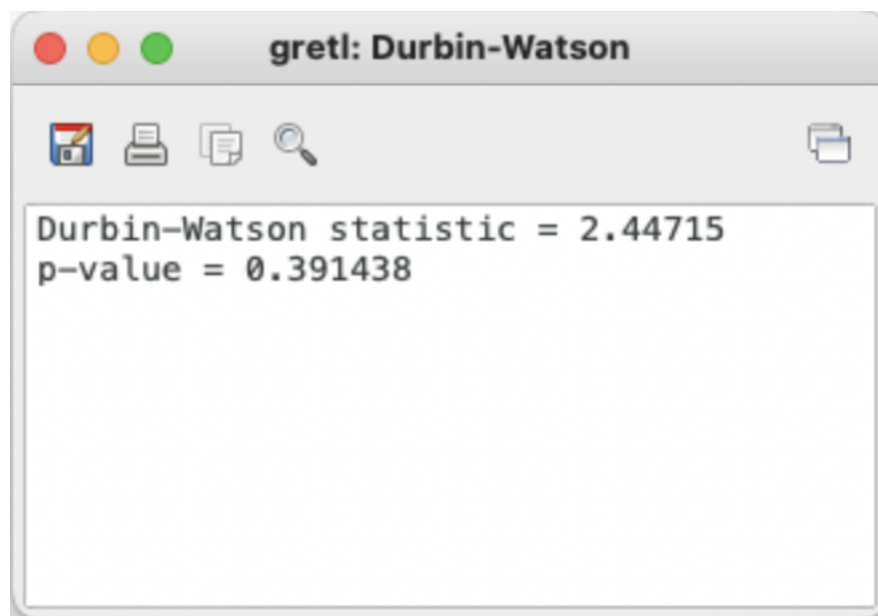 gretl: Durbin-Watson
Durbin-Watson statistic = 2.44715
p-value = 0.391438